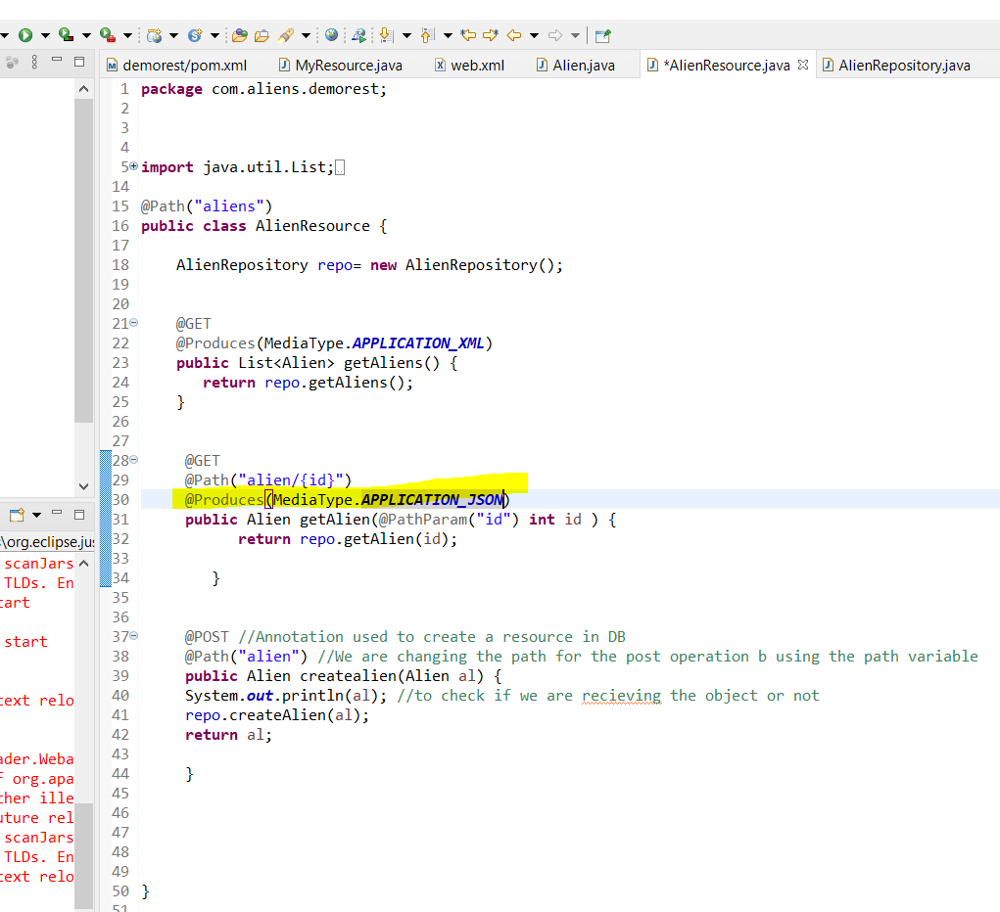 demorest/pom.xml MyResource.java web.xml Alien.java *AlienResource.java AlienRepository.java
1 package com.aliens.demorest;
2
3
4
5 import java.util.List;
14
15 @Path("aliens")
16 public class AlienResource {
17
18 AlienRepository repo= new AlienRepository();
19
20
21 @GET
22 @Produces(MediaType.APPLICATION_XML)
23 public List<Alien> getAliens() {
24 return repo.getAliens();
25 }
26
27
28 @GET
29 @Path("alien/{id}")
30 @Produces(MediaType.APPLICATION_JSON)
31 public Alien getAlien(@PathParam("id") int id ) {
32 return repo.getAlien(id);
33
34 }
35
36
37 @POST //Annotation used to create a resource in DB
38 @Path("alien") //We are changing the path for the post operation b using the path variable
39 public Alien createalien(Alien al) {
40 System.out.println(al); //to check if we are recieving the object or not
41 repo.createAlien(al);
42 return al;
43
44 }
45
46
47
48
49
50 }
51
\org.eclipse.jus
scanJars
TLDs. En
tart
start
text relo
ader.Weba
F org.apa
ther ille
uture rel
scanJars
TLDs. En
text relo